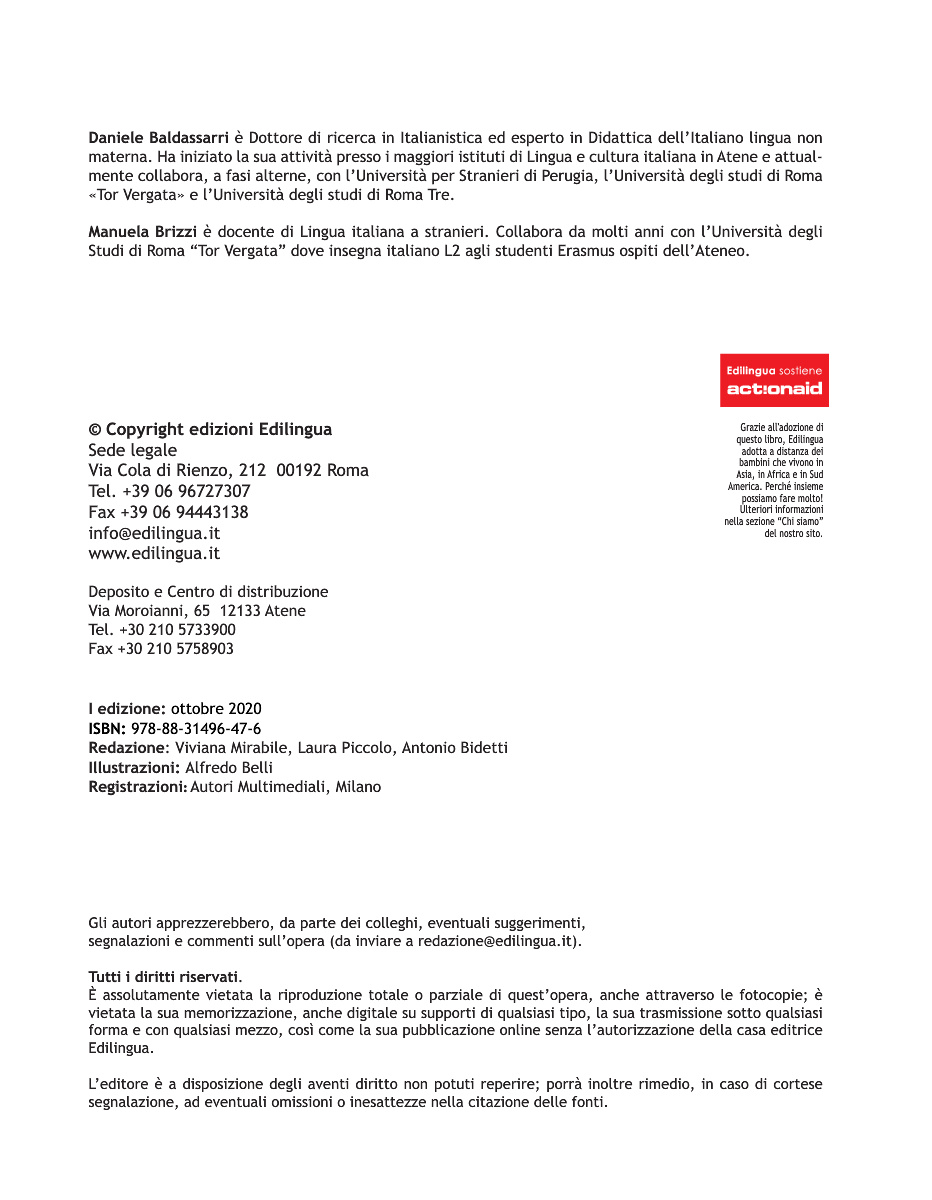 Daniele Baldassarri è Dottore di ricerca in Italianistica ed esperto in Didattica dell'Italiano lingua non
materna. Ha iniziato la sua attività presso i maggiori istituti di Lingua e cultura italiana in Atene e attual-
mente collabora, a fasi alterne, con l'Università per Stranieri di Perugia, l'Università degli studi di Roma
«Tor Vergata» e l'Università degli studi di Roma Tre.
Manuela Brizzi è docente di Lingua italiana a stranieri. Collabora da molti anni con l'Università degli
Studi di Roma “Tor Vergata” dove insegna italiano L2 agli studenti Erasmus ospiti dell'Ateneo.
Edilingua sostiene
act:onaid
Grazie all'adozione di
questo libro, Edilingua
adotta a distanza dei
bambini che vivono in
Asia, in Africa e in Sud
America. Perché insieme
possiamo fare molto!
Ulteriori informazioni
nella sezione “Chi siamo”
del nostro sito.
© Copyright edizioni Edilingua
Sede legale
Via Cola di Rienzo, 212 00192 Roma
Tel. +39 06 96727307
Fax +39 06 94443138
info@edilingua.it
www.edilingua.it
Deposito e Centro di distribuzione
Via Moroianni, 65 12133 Atene
Tel. +30 210 5733900
Fax +30 210 5758903
I edizione: ottobre 2020
ISBN: 978-88-31496-47-6
Redazione: Viviana Mirabile, Laura Piccolo, Antonio Bidetti
Illustrazioni: Alfredo Belli
Registrazioni: Autori Multimediali, Milano
Gli autori apprezzerebbero, da parte dei colleghi, eventuali suggerimenti,
segnalazioni e commenti sull'opera (da inviare a redazione@edilingua.it).
Tutti i diritti riservati.
È assolutamente vietata la riproduzione totale o parziale di quest'opera, anche attraverso le fotocopie; è
vietata la sua memorizzazione, anche digitale su supporti di qualsiasi tipo, la sua trasmissione sotto qualsiasi
forma e con qualsiasi mezzo, così come la sua pubblicazione online senza l'autorizzazione della casa editrice
Edilingua.
L'editore è a disposizione degli aventi diritto non potuti reperire; porrà inoltre rimedio, in caso di cortese
segnalazione, ad eventuali omissioni o inesattezze nella citazione delle fonti.